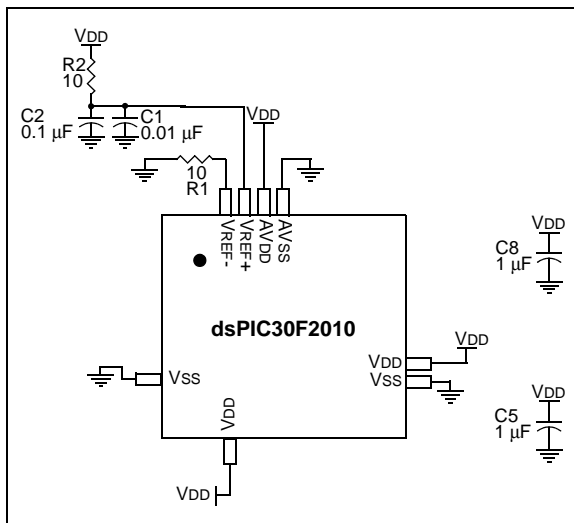 VDD
R2
10
C2
0.1 µF
C1
0.01 µF
VDD
10
R1
VREF-
VREF+
AVDD
AVSS
VDD
C8
1 µF
dsPIC30F2010
VDD
VDD
VSS
VSS
VDD
C5
1 µF
VDD
VDD